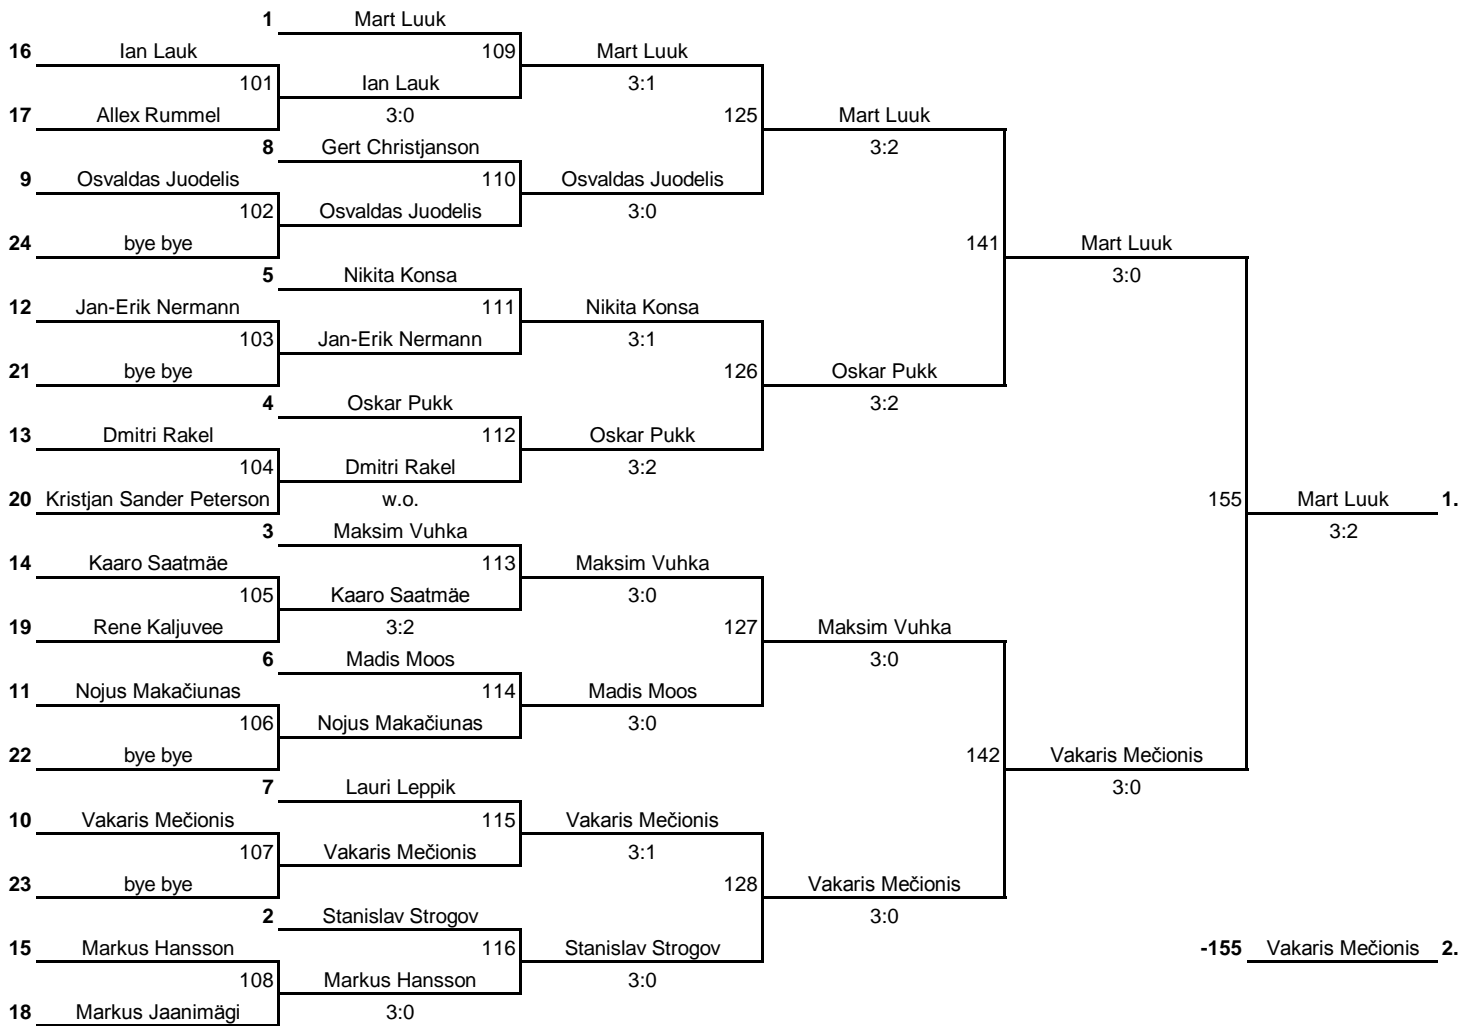 1 Mart Luuk
16 Ian Lauk 109 Mart Luuk
101 Ian Lauk 3:1
17 Allex Rummel 3:0 125 Mart Luuk
8 Gert Christjanson 3:2
9 Osvaldas Juodelis 110 Osvaldas Juodelis
102 Osvaldas Juodelis 3:0
24 bye bye 141 Mart Luuk
5 Nikita Konsa 3:0
12 Jan-Erik Nermann 111 Nikita Konsa
103 Jan-Erik Nermann 3:1
21 bye bye 126 Oskar Pukk
4 Oskar Pukk 3:2
13 Dmitri Rakel 112 Oskar Pukk
104 Dmitri Rakel 3:2
20 Kristjan Sander Peterson w.o. 155 Mart Luuk 1.
3 Maksim Vuhka 3:2
14 Kaaro Saatmäe 113 Maksim Vuhka
105 Kaaro Saatmäe 3:0
19 Rene Kaljuvee 3:2 127 Maksim Vuhka
6 Madis Moos 3:0
11 Nojus Makačiunas 114 Madis Moos
106 Nojus Makačiunas 3:0
22 bye bye 142 Vakaris Mečionis
7 Lauri Leppik 3:0
10 Vakaris Mečionis 115 Vakaris Mečionis
107 Vakaris Mečionis 3:1
23 bye bye 128 Vakaris Mečionis
2 Stanislav Strogov 3:0
15 Markus Hansson 116 Stanislav Strogov -155 Vakaris Mečionis 2.
108 Markus Hansson 3:0
18 Markus Jaanimägi 3:0